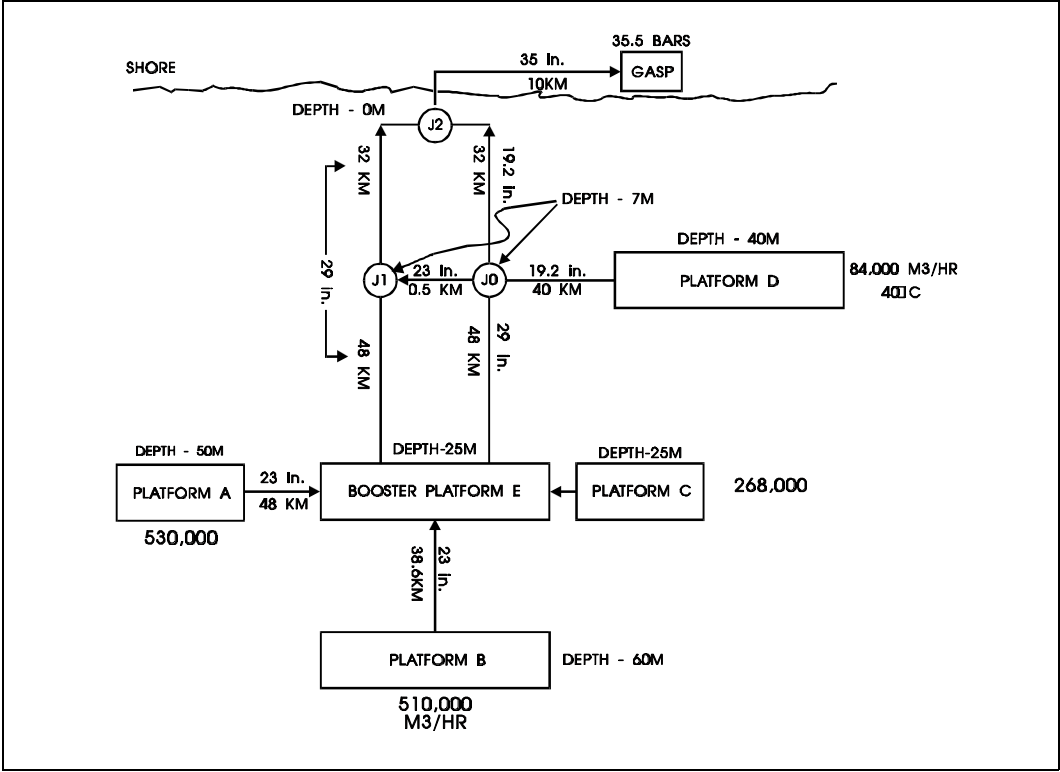 35.5 BARS
SHORE
35 In.
GASP
10KM
DEPTH - 0M
J2
32 KM
32 KM
19.2 in.
DEPTH - 7M
DEPTH - 40M
29 in.
J1
23 In.
0.5 KM
J0
19.2 in.
40 KM
PLATFORM D
84,000 M3/HR
40□C
48 KM
48 KM
29 In.
DEPTH - 50M
DEPTH-25M
DEPTH-25M
PLATFORM A
23 In.
48 KM
BOOSTER PLATFORM E
PLATFORM C
268,000
530,000
38.6KM
23 in.
PLATFORM B
DEPTH - 60M
510,000
M3/HR